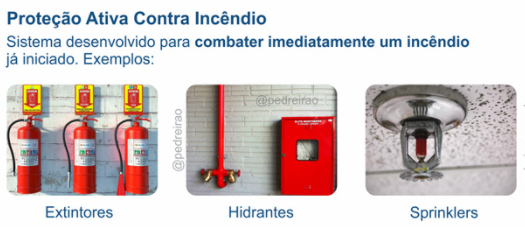 Proteção Ativa Contra Incêndio
Sistema desenvolvido para combater imediatamente um incêndio
já iniciado. Exemplos:
@pedreirao
@pedreirao
Extintores
Hidrantes
Sprinklers